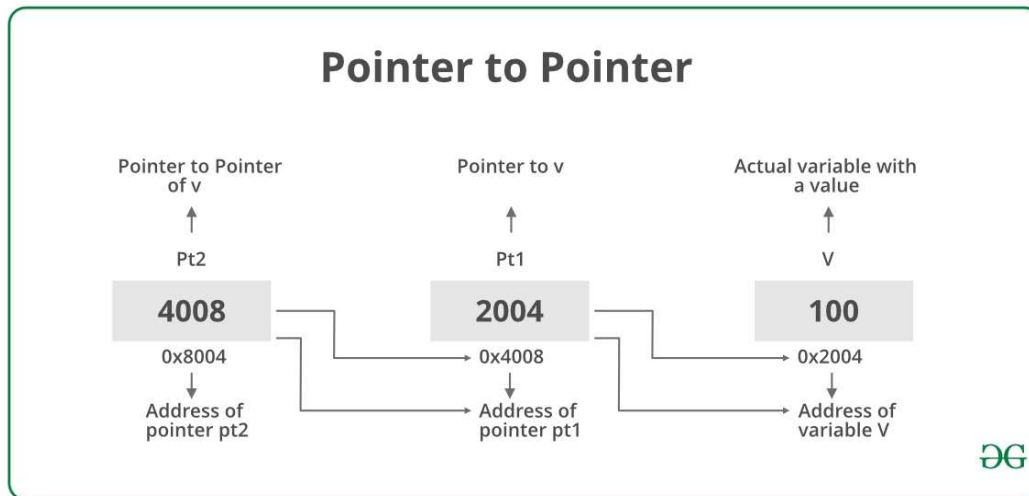 Pointer to Pointer
Pointer to Pointer
of v
Pointer to v
Actual variable with
a value
Pt2
Pt1
V
4008
2004
100
0x8004
0x4008
0x2004
Address of
pointer pt2
Address of
pointer pt1
Address of
variable V